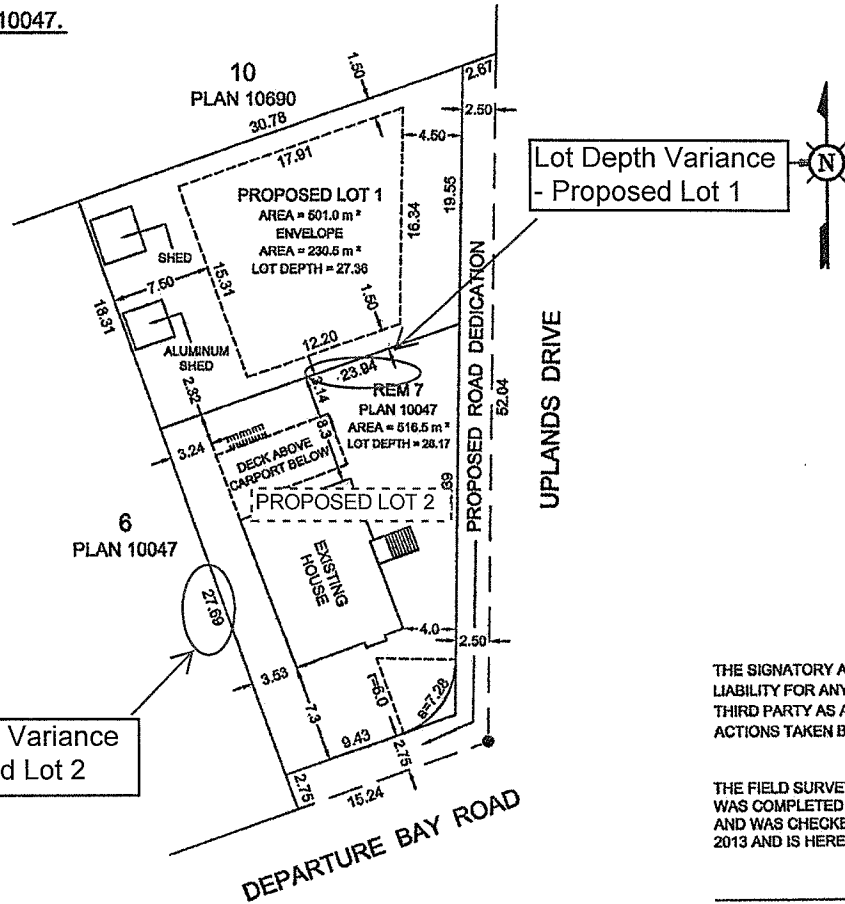 10047.
10
PLAN 10690
1.50
30.78
2.67
2.50
4.50
17.91
Lot Depth Variance
- Proposed Lot 1
N
PROPOSED LOT 1
AREA = 501.0 m²
ENVELOPE
AREA = 230.5 m²
LOT DEPTH = 27.36
16.34
19.55
SHED
7.50
15.31
18.31
1.50
ALUMINUM
SHED
12.20
23.94
2.92
3.14
REM 7
PLAN 10047
AREA = 516.5 m²
LOT DEPTH = 28.17
PROPOSED ROAD DEDICATION
52.04
UPLANDS DRIVE
3.24
8.3
DECK ABOVE
CARPORT BELOW
PROPOSED LOT 2
69
6
PLAN 10047
EXISTING
HOUSE
27.69
4.0
2.50
3.53
7.3
r=6.0
a=7.28
9.43
2.75
2.75
15.24
Variance
d Lot 2
DEPARTURE BAY ROAD
THE SIGNATORY A
LIABILITY FOR ANY
THIRD PARTY AS A
ACTIONS TAKEN B
THE FIELD SURVE
WAS COMPLETED
AND WAS CHECKE
2013 AND IS HERE